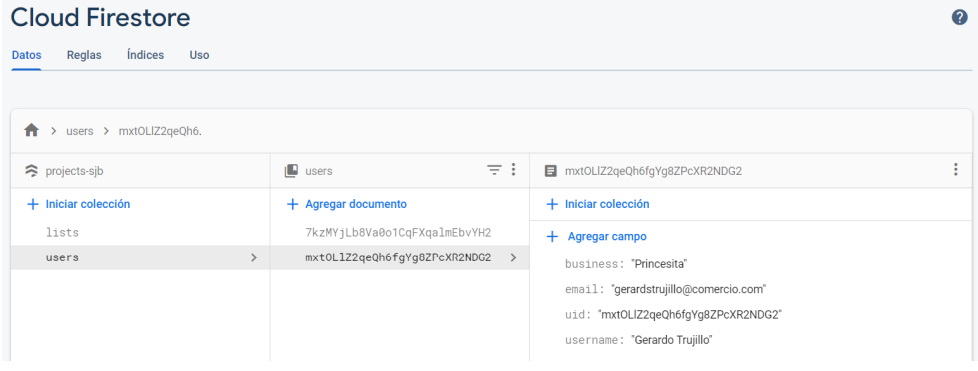 Cloud Firestore
Datos Reglas Índices Uso
users > mxtOLlZ2qeQh6.
projects-sjb
users
mxtOLlZ2qeQh6fgYg8ZPcXR2NDG2
+ Iniciar colección
+ Agregar documento
+ Iniciar colección
lists
7kzMYjLb8Va0o1CqFXqalmEbvYH2
+ Agregar campo
users
mxtOLlZ2qeQh6fgYg8ZPcXR2NDG2
business: "Princesita"
email: "gerardstrujillo@comercio.com"
uid: "mxtOLlZ2qeQh6fgYg8ZPcXR2NDG2"
username: "Gerardo Trujillo"